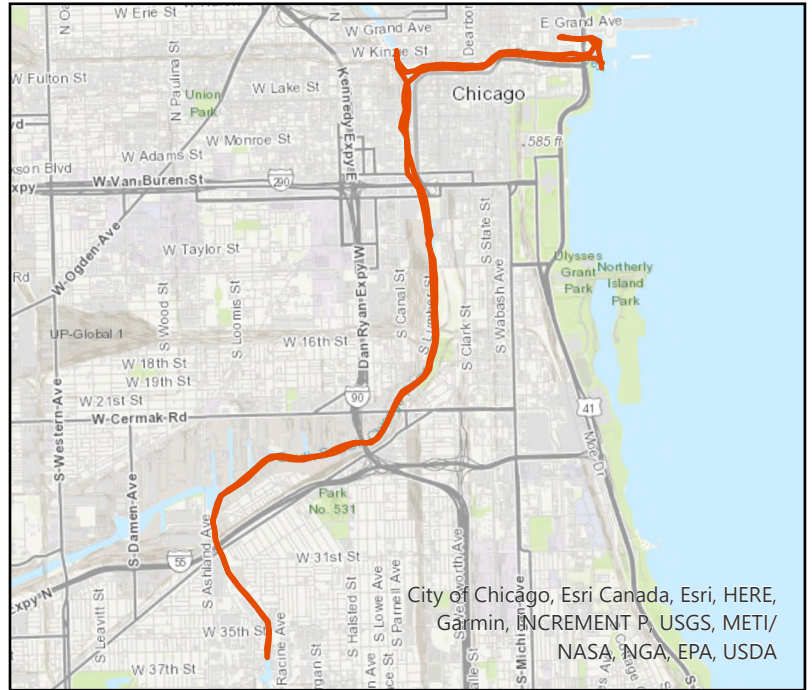 W Erie St
N Paulina St
W Grand Ave
E Grand Ave
W Kinzie St
Dearbor
W Fulton St
W Lake St
Kennedy Expy E
Union
Park
Chicago
W Monroe St
W Adams St
585 ft
kson Blvd
Expy
W Van Buren St
290
W Ogden Ave
W Taylor St
S State St
S Wabash Ave
Ulysses
Grant
Park
Northerly
Island
Park
Rd
S Wood St
S Loomis St
Dan Ryan Expy W
S Canal St
S Lumber St
S Clark St
UP-Global 1
W 16th St
W 18th St
W 19th St
W 21st St
90
W Cermak Rd
41
S Western Ave
S Damen Ave
S Ashland Ave
Park
No. 531
55
W 31st St
Expy N
S Leavitt St
W 35th St
Racine Ave
S Halsted St
S Lowe Ave
S Parnell Ave
W 37th St
City of Chicago, Esri Canada, Esri, HERE,
Garmin, INCREMENT P, USGS, METI/
NASA, NGA, EPA, USDA